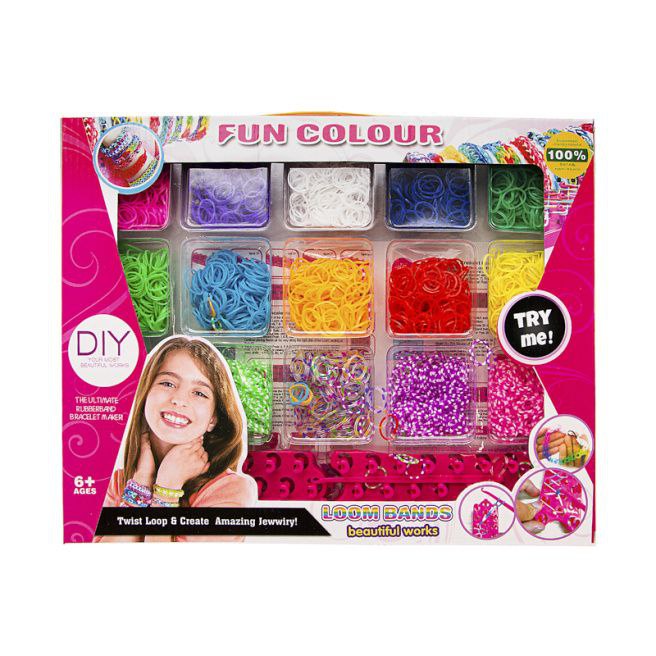 FUN COLOUR
100%
DIY
YOUR MOST
BEAUTIFUL WORKS
THE ULTIMATE
RUBBERBAND
BRACELET MAKER!
6+
AGES
TRY
me!
Twist Loop & Create Amazing Jewwiry!
LOOM BANDS
beautiful works